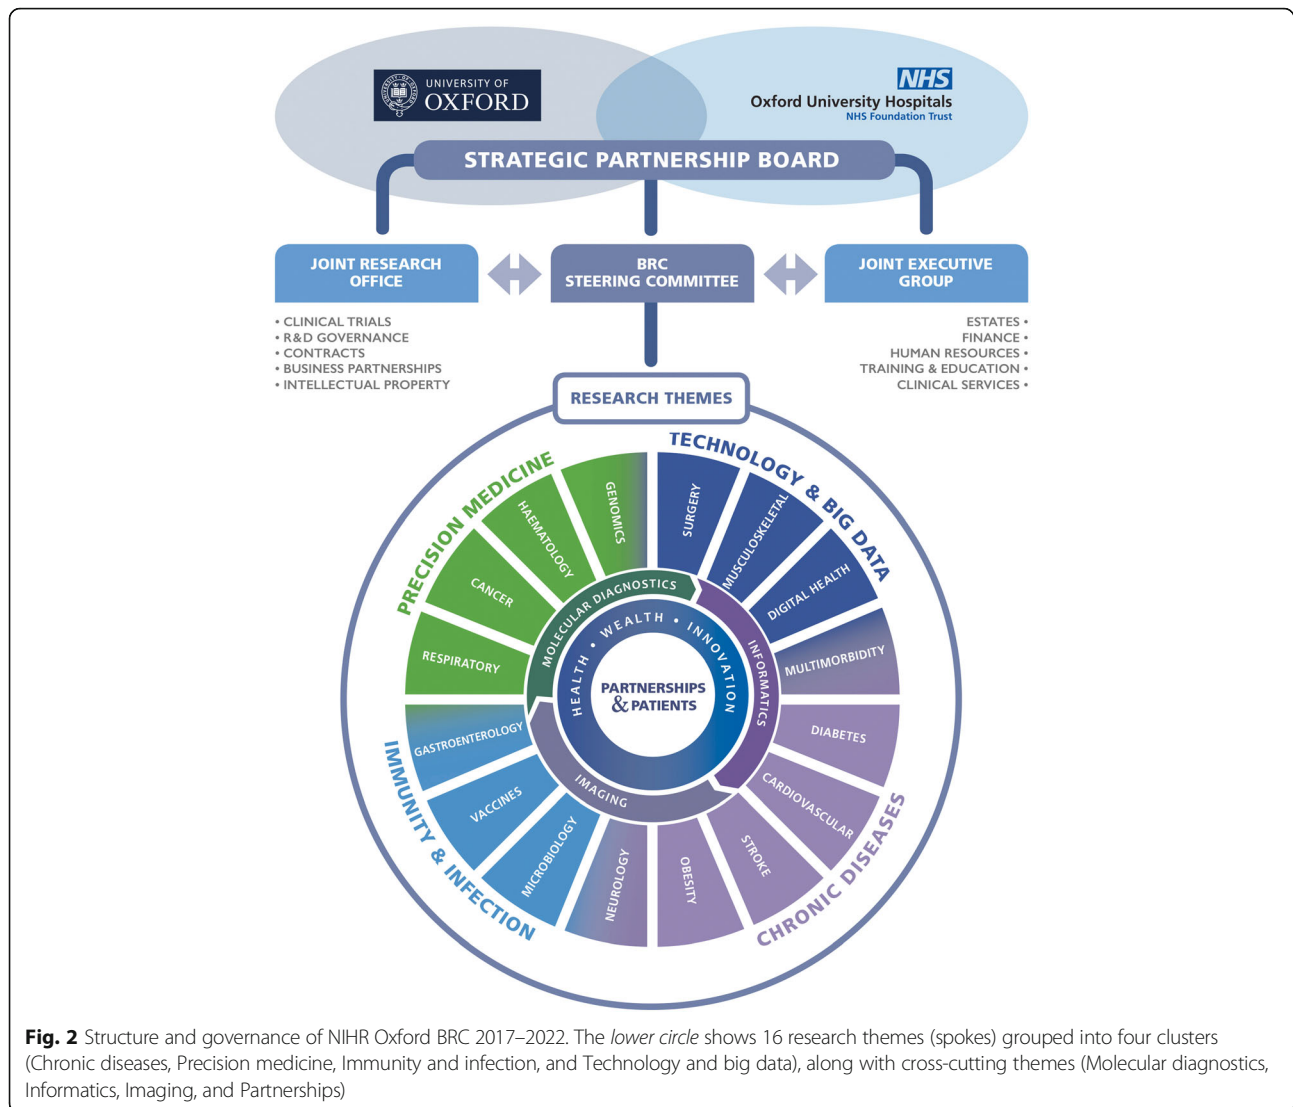 UNIVERSITY OF
OXFORD
NHS
Oxford University Hospitals
NHS Foundation Trust
STRATEGIC PARTNERSHIP BOARD
JOINT RESEARCH
OFFICE
BRC
STEERING COMMITTEE
JOINT EXECUTIVE
GROUP
• CLINICAL TRIALS
• R&D GOVERNANCE
• CONTRACTS
• BUSINESS PARTNERSHIPS
• INTELLECTUAL PROPERTY
ESTATES •
FINANCE •
HUMAN RESOURCES •
TRAINING & EDUCATION •
CLINICAL SERVICES •
RESEARCH THEMES
PRECISION MEDICINE
TECHNOLOGY & BIG DATA
IMMUNITY & INFECTION
CHRONIC DISEASES
GENOMICS
HAEMATOLOGY
CANCER
RESPIRATORY
SURGERY
MUSCULOSKELETAL
DIGITAL HEALTH
MULTIMORBIDITY
DIABETES
CARDIOVASCULAR
STROKE
OBESITY
NEUROLOGY
MICROBIOLOGY
VACCINES
GASTROENTEROLOGY
MOLECULAR DIAGNOSTICS
INFORMATICS
IMAGING
HEALTH • WEALTH • INNOVATION
PARTNERSHIPS
& PATIENTS
Fig. 2 Structure and governance of NIHR Oxford BRC 2017–2022. The lower circle shows 16 research themes (spokes) grouped into four clusters
(Chronic diseases, Precision medicine, Immunity and infection, and Technology and big data), along with cross-cutting themes (Molecular diagnostics,
Informatics, Imaging, and Partnerships)